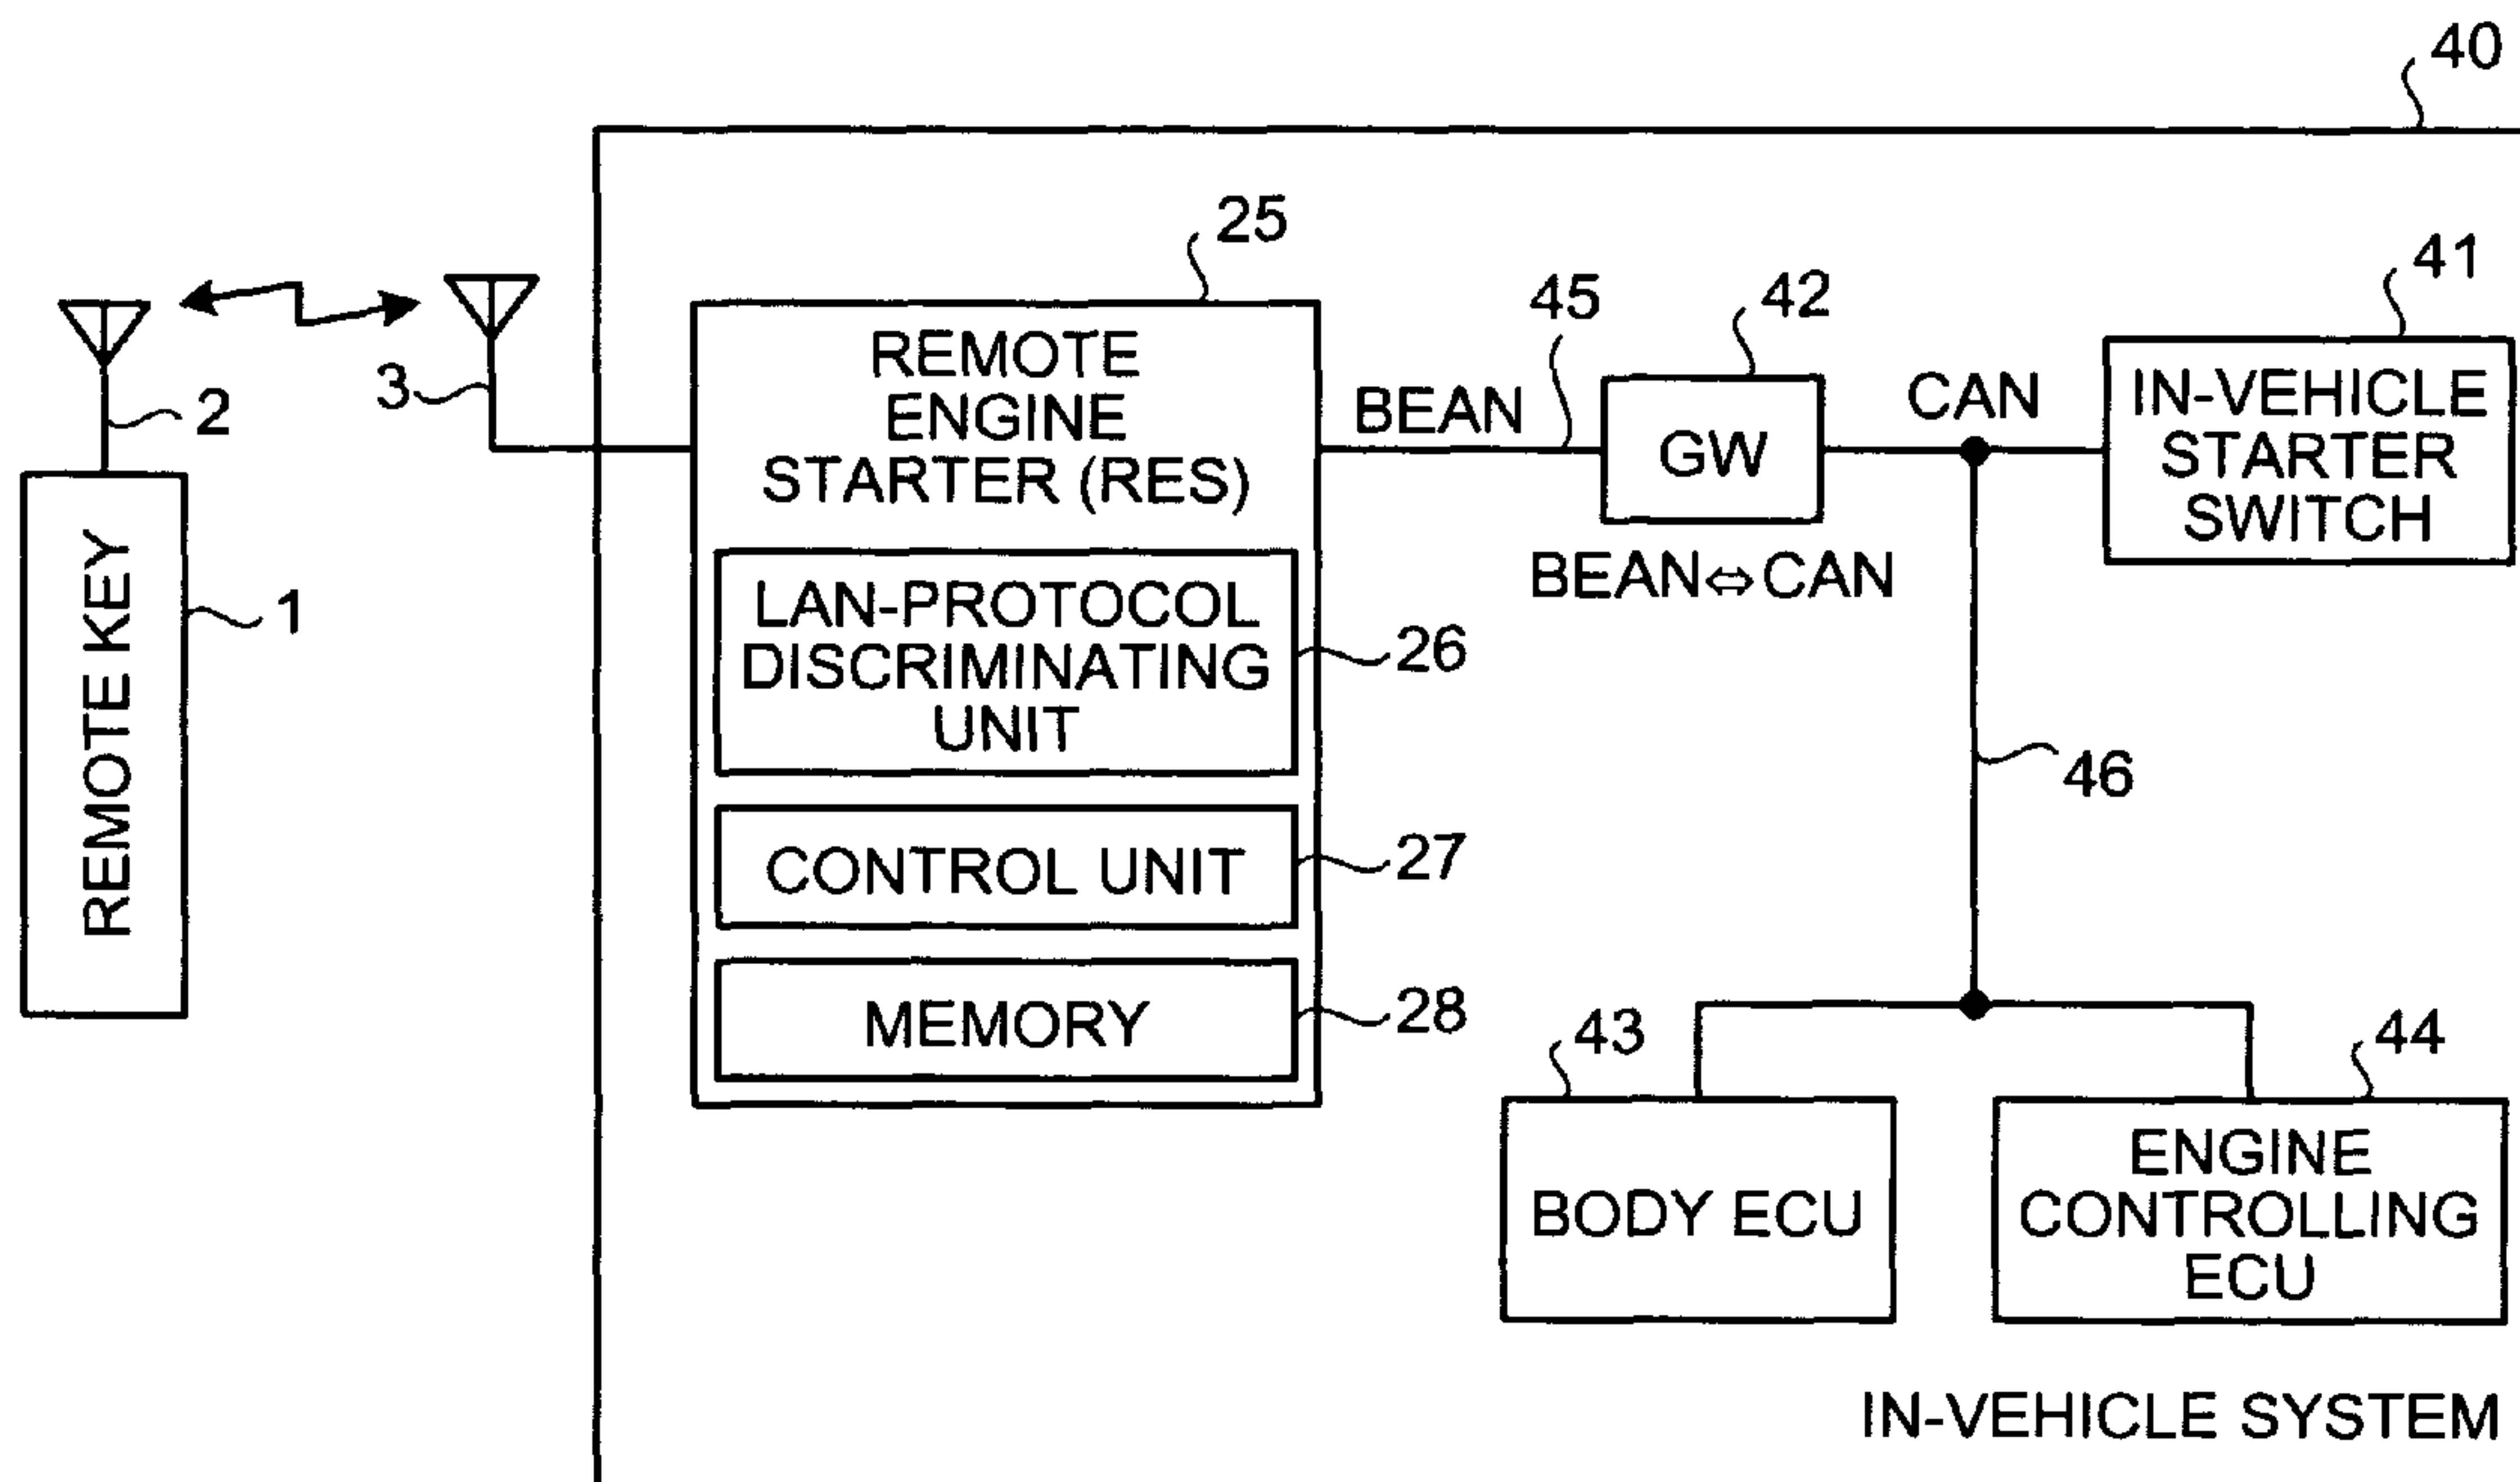 40
25
REMOTE
ENGINE
STARTER (RES)
LAN-PROTOCOL
DISCRIMINATING
UNIT
26
CONTROL UNIT
27
MEMORY
28
2
3
REMOTE KEY
1
BEAN
45
42
GW
BEAN⇔CAN
CAN
41
IN-VEHICLE
STARTER
SWITCH
46
43
BODY ECU
44
ENGINE
CONTROLLING
ECU
IN-VEHICLE SYSTEM